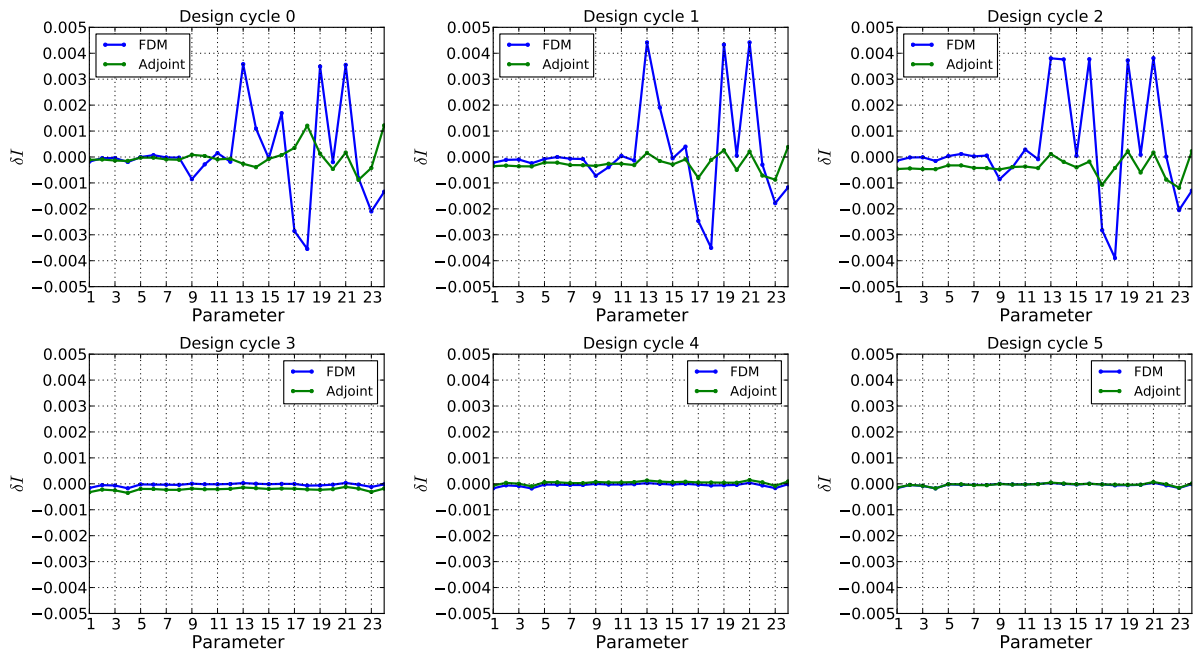 Design cycle 0
0.005
0.004
0.003
0.002
0.001
0.000
−0.001
−0.002
−0.003
−0.004
−0.005
δI
FDM
Adjoint
1 3 5 7 9 11 13 15 17 19 21 23
Parameter
Design cycle 1
0.005
0.004
0.003
0.002
0.001
0.000
−0.001
−0.002
−0.003
−0.004
−0.005
δI
FDM
Adjoint
1 3 5 7 9 11 13 15 17 19 21 23
Parameter
Design cycle 2
0.005
0.004
0.003
0.002
0.001
0.000
−0.001
−0.002
−0.003
−0.004
−0.005
δI
FDM
Adjoint
1 3 5 7 9 11 13 15 17 19 21 23
Parameter
Design cycle 3
0.005
0.004
0.003
0.002
0.001
0.000
−0.001
−0.002
−0.003
−0.004
−0.005
δI
FDM
Adjoint
1 3 5 7 9 11 13 15 17 19 21 23
Parameter
Design cycle 4
0.005
0.004
0.003
0.002
0.001
0.000
−0.001
−0.002
−0.003
−0.004
−0.005
δI
FDM
Adjoint
1 3 5 7 9 11 13 15 17 19 21 23
Parameter
Design cycle 5
0.005
0.004
0.003
0.002
0.001
0.000
−0.001
−0.002
−0.003
−0.004
−0.005
δI
FDM
Adjoint
1 3 5 7 9 11 13 15 17 19 21 23
Parameter